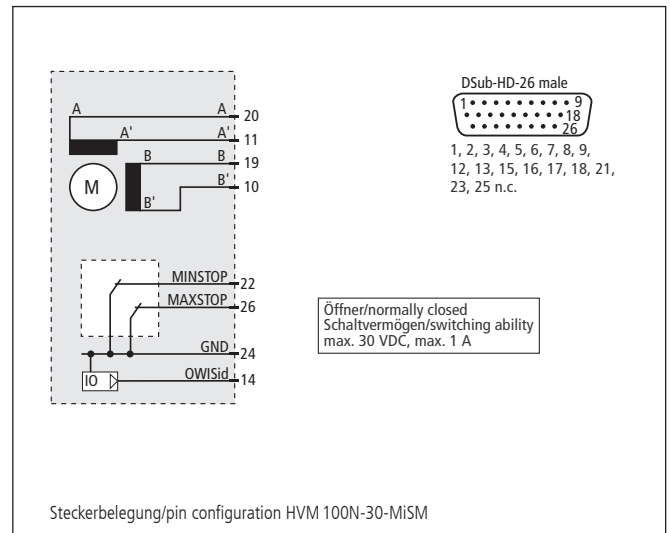 DSub-HD-26 male
1 9
18
26
1, 2, 3, 4, 5, 6, 7, 8, 9,
12, 13, 15, 16, 17, 18, 21,
23, 25 n.c.
A A 20
A' A' 11
B B 19
M B' 10
B'
MINSTOP 22
MAXSTOP 26
GND 24
IO OWISid 14
Öffner/normally closed
Schaltvermögen/switching ability
max. 30 VDC, max. 1 A
Steckerbelegung/pin configuration HVM 100N-30-MiSM